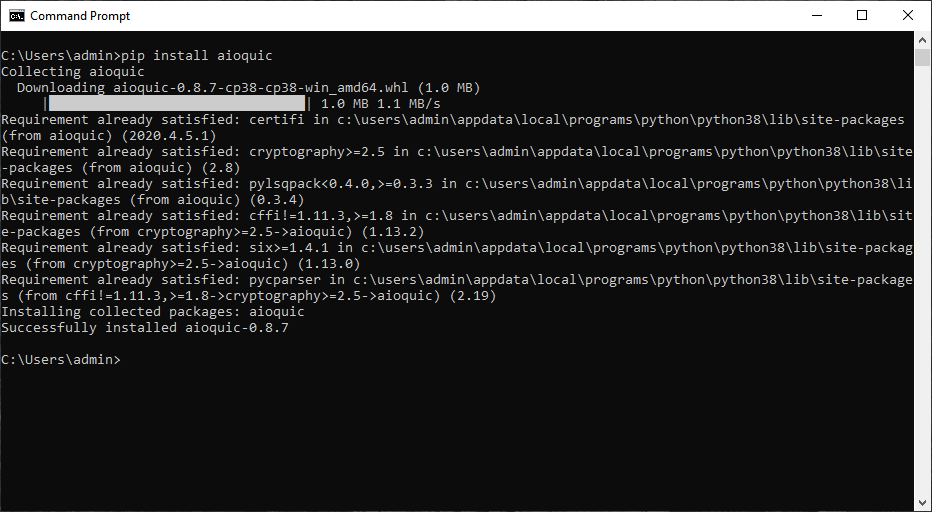 Command Prompt
C:\Users\admin>pip install aioquic
Collecting aioquic
  Downloading aioquic-0.8.7-cp38-cp38-win_amd64.whl (1.0 MB)
     |████████████████████████████████| 1.0 MB 1.1 MB/s
Requirement already satisfied: certifi in c:\users\admin\appdata\local\programs\python\python38\lib\site-packages
(from aioquic) (2020.4.5.1)
Requirement already satisfied: cryptography>=2.5 in c:\users\admin\appdata\local\programs\python\python38\lib\site
-packages (from aioquic) (2.8)
Requirement already satisfied: pylsqpack<0.4.0,>=0.3.3 in c:\users\admin\appdata\local\programs\python\python38\li
b\site-packages (from aioquic) (0.3.4)
Requirement already satisfied: cffi!=1.11.3,>=1.8 in c:\users\admin\appdata\local\programs\python\python38\lib\sit
e-packages (from cryptography>=2.5->aioquic) (1.13.2)
Requirement already satisfied: six>=1.4.1 in c:\users\admin\appdata\local\programs\python\python38\lib\site-packag
es (from cryptography>=2.5->aioquic) (1.13.0)
Requirement already satisfied: pycparser in c:\users\admin\appdata\local\programs\python\python38\lib\site-package
s (from cffi!=1.11.3,>=1.8->cryptography>=2.5->aioquic) (2.19)
Installing collected packages: aioquic
Successfully installed aioquic-0.8.7
C:\Users\admin>